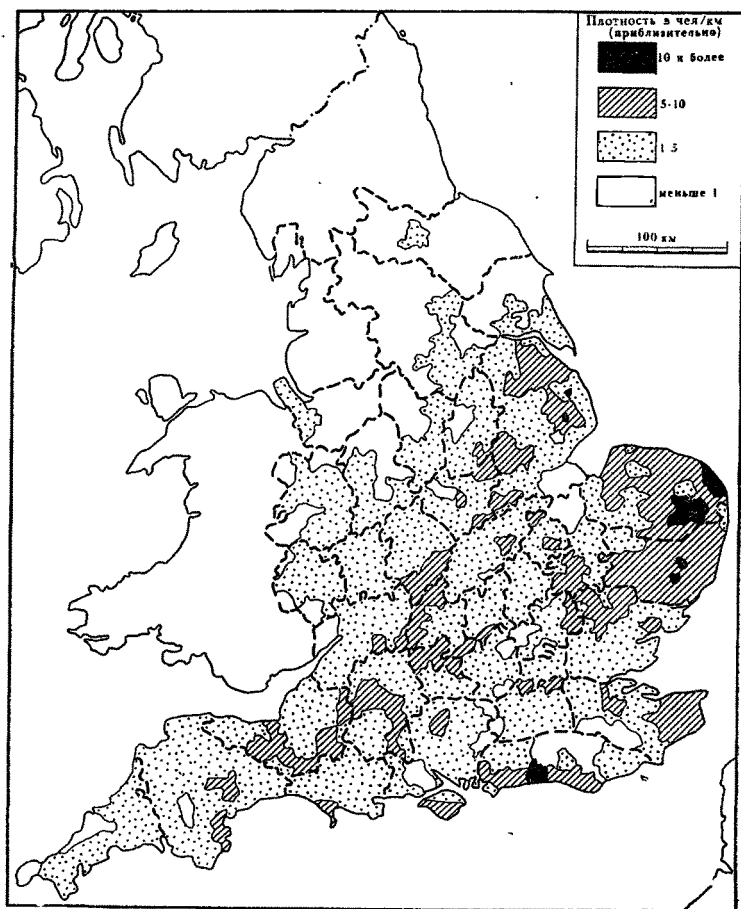 Плотность в чел/км
(приблизительно)
10 и более
5-10
1 5
меньше 1
100 км